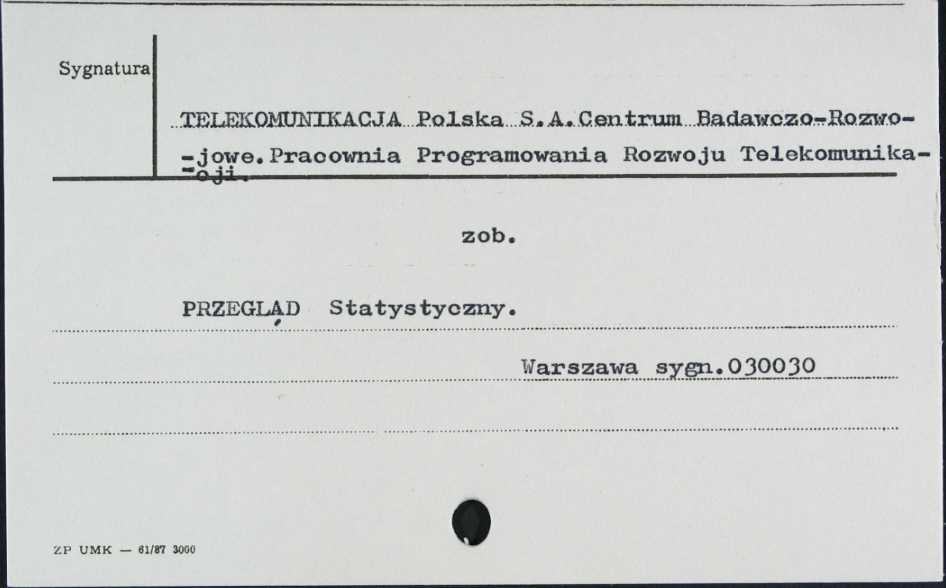 Sygnatura
TELEKOMUNIKACJA Polska S.A.Centrum Badawczo-Rozwo-
-jowe.Pracownia Programowania Rozwoju Telekomunika-
-cji.
zob.
PRZEGLĄD Statystyczny.
Warszawa sygn.030030
ZP UMK — 61/87 3000